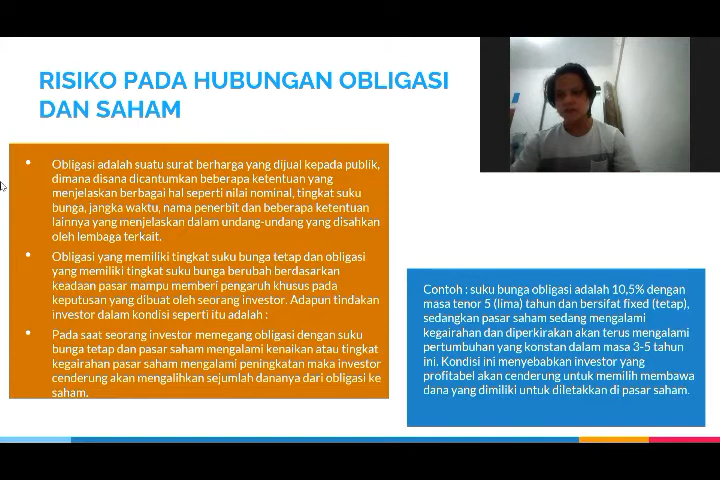 RISIKO PADA HUBUNGAN OBLIGASI
DAN SAHAM
• Obligasi adalah suatu surat berharga yang dijual kepada publik,
dimana disana dicantumkan beberapa ketentuan yang
menjelaskan berbagai hal seperti nilai nominal, tingkat suku
bunga, jangka waktu, nama penerbit dan beberapa ketentuan
lainnya yang menjelaskan dalam undang-undang yang disahkan
oleh lembaga terkait.
• Obligasi yang memiliki tingkat suku bunga tetap dan obligasi
yang memiliki tingkat suku bunga berubah berdasarkan
keadaan pasar mampu memberi pengaruh khusus pada
keputusan yang dibuat oleh seorang investor. Adapun tindakan
investor dalam kondisi seperti itu adalah :
• Pada saat seorang investor memegang obligasi dengan suku
bunga tetap dan pasar saham mengalami kenaikan atau tingkat
kegairahan pasar saham mengalami peningkatan maka investor
cenderung akan mengalihkan sejumlah dananya dari obligasi ke
saham.
Contoh : suku bunga obligasi adalah 10,5% dengan
masa tenor 5 (lima) tahun dan bersifat fixed (tetap),
sedangkan pasar saham sedang mengalami
kegairahan dan diperkirakan akan terus mengalami
pertumbuhan yang konstan dalam masa 3-5 tahun
ini. Kondisi ini menyebabkan investor yang
profitabel akan cenderung untuk memilih membawa
dana yang dimiliki untuk diletakkan di pasar saham.